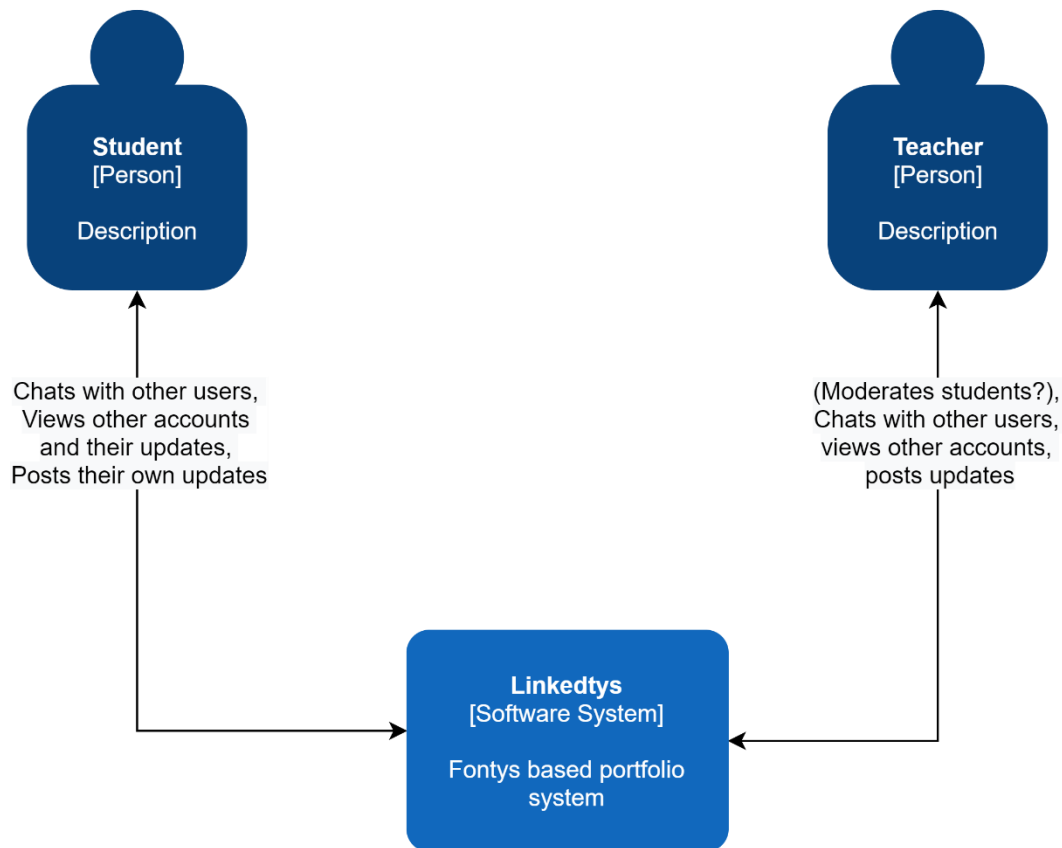 Student
[Person]
Description
Teacher
[Person]
Description
Chats with other users,
Views other accounts
and their updates,
Posts their own updates
(Moderates students?),
Chats with other users,
views other accounts,
posts updates
Linkedtys
[Software System]
Fontys based portfolio
system